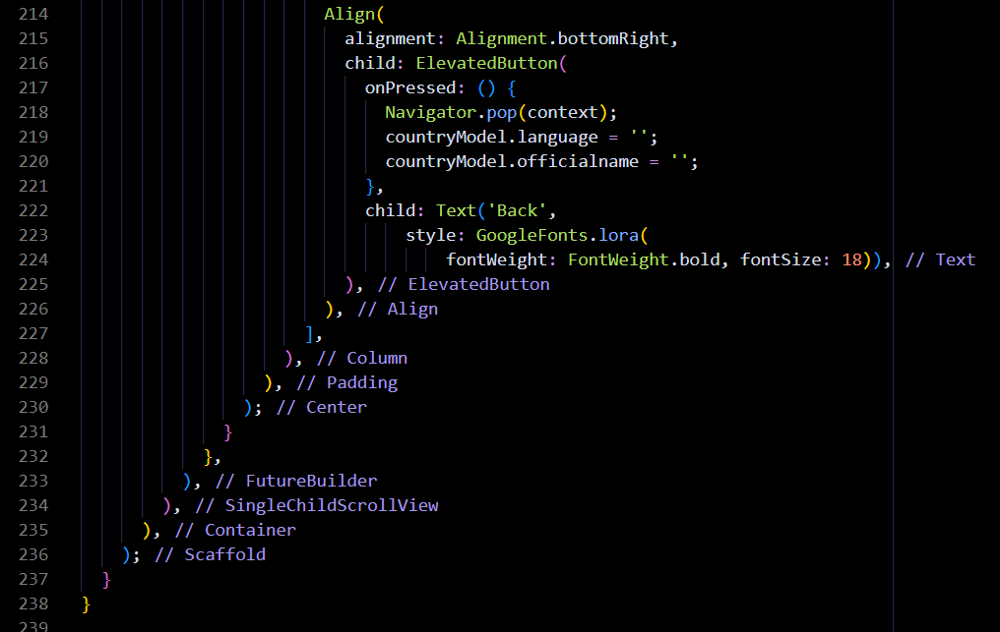 214 Align(
215 alignment: Alignment.bottomRight,
216 child: ElevatedButton(
217 onPressed: () {
218 Navigator.pop(context);
219 countryModel.language = '';
220 countryModel.officialname = '';
221 },
222 child: Text('Back',
223 style: GoogleFonts.lora(
224 fontWeight: FontWeight.bold, fontSize: 18)), // Text
225 ), // ElevatedButton
226 ), // Align
227 ],
228 ), // Column
229 ), // Padding
230 ); // Center
231 }
232 },
233 ), // FutureBuilder
234 ), // SingleChildScrollView
235 ), // Container
236 ); // Scaffold
237 }
238 }
239